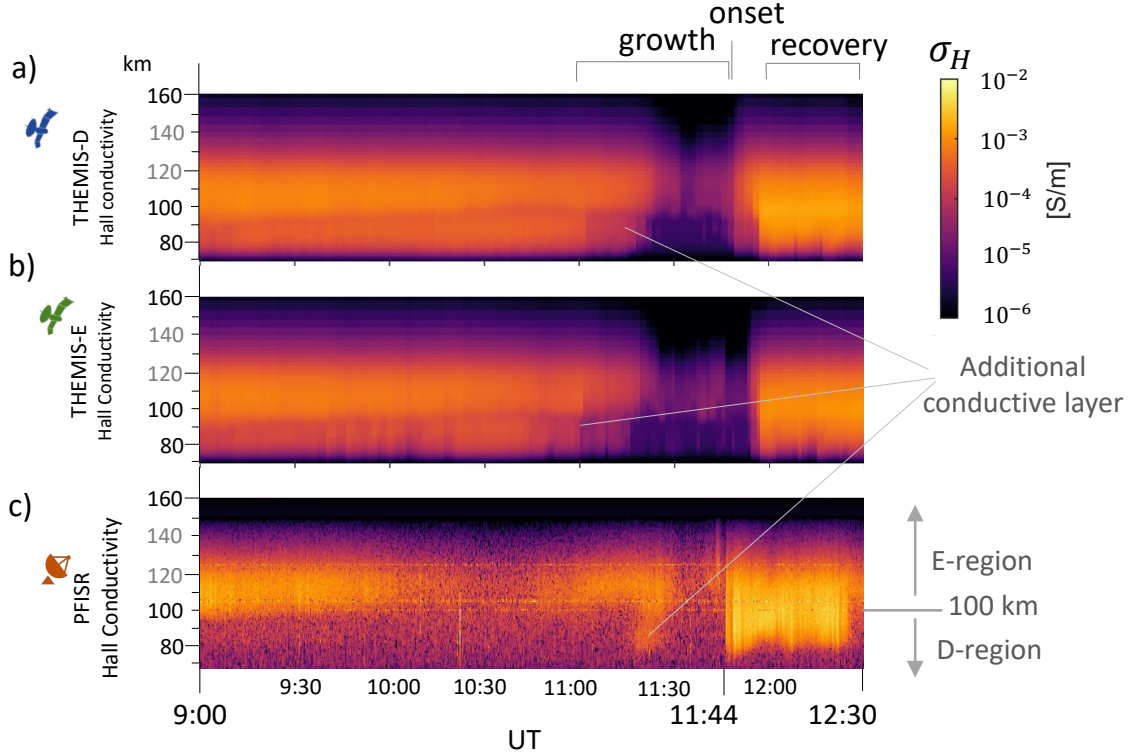 onset
growth
recovery
a)
km
σ_H
THEMIS-D
Hall conductivity
160
140
120
100
80
10⁻²
10⁻³
10⁻⁴
10⁻⁵
10⁻⁶
[S/m]
b)
THEMIS-E
Hall Conductivity
160
140
120
100
80
Additional
conductive layer
c)
PFISR
Hall Conductivity
160
140
120
100
80
E-region
100 km
D-region
9:30
10:00
10:30
11:00
11:30
12:00
9:00
11:44
12:30
UT